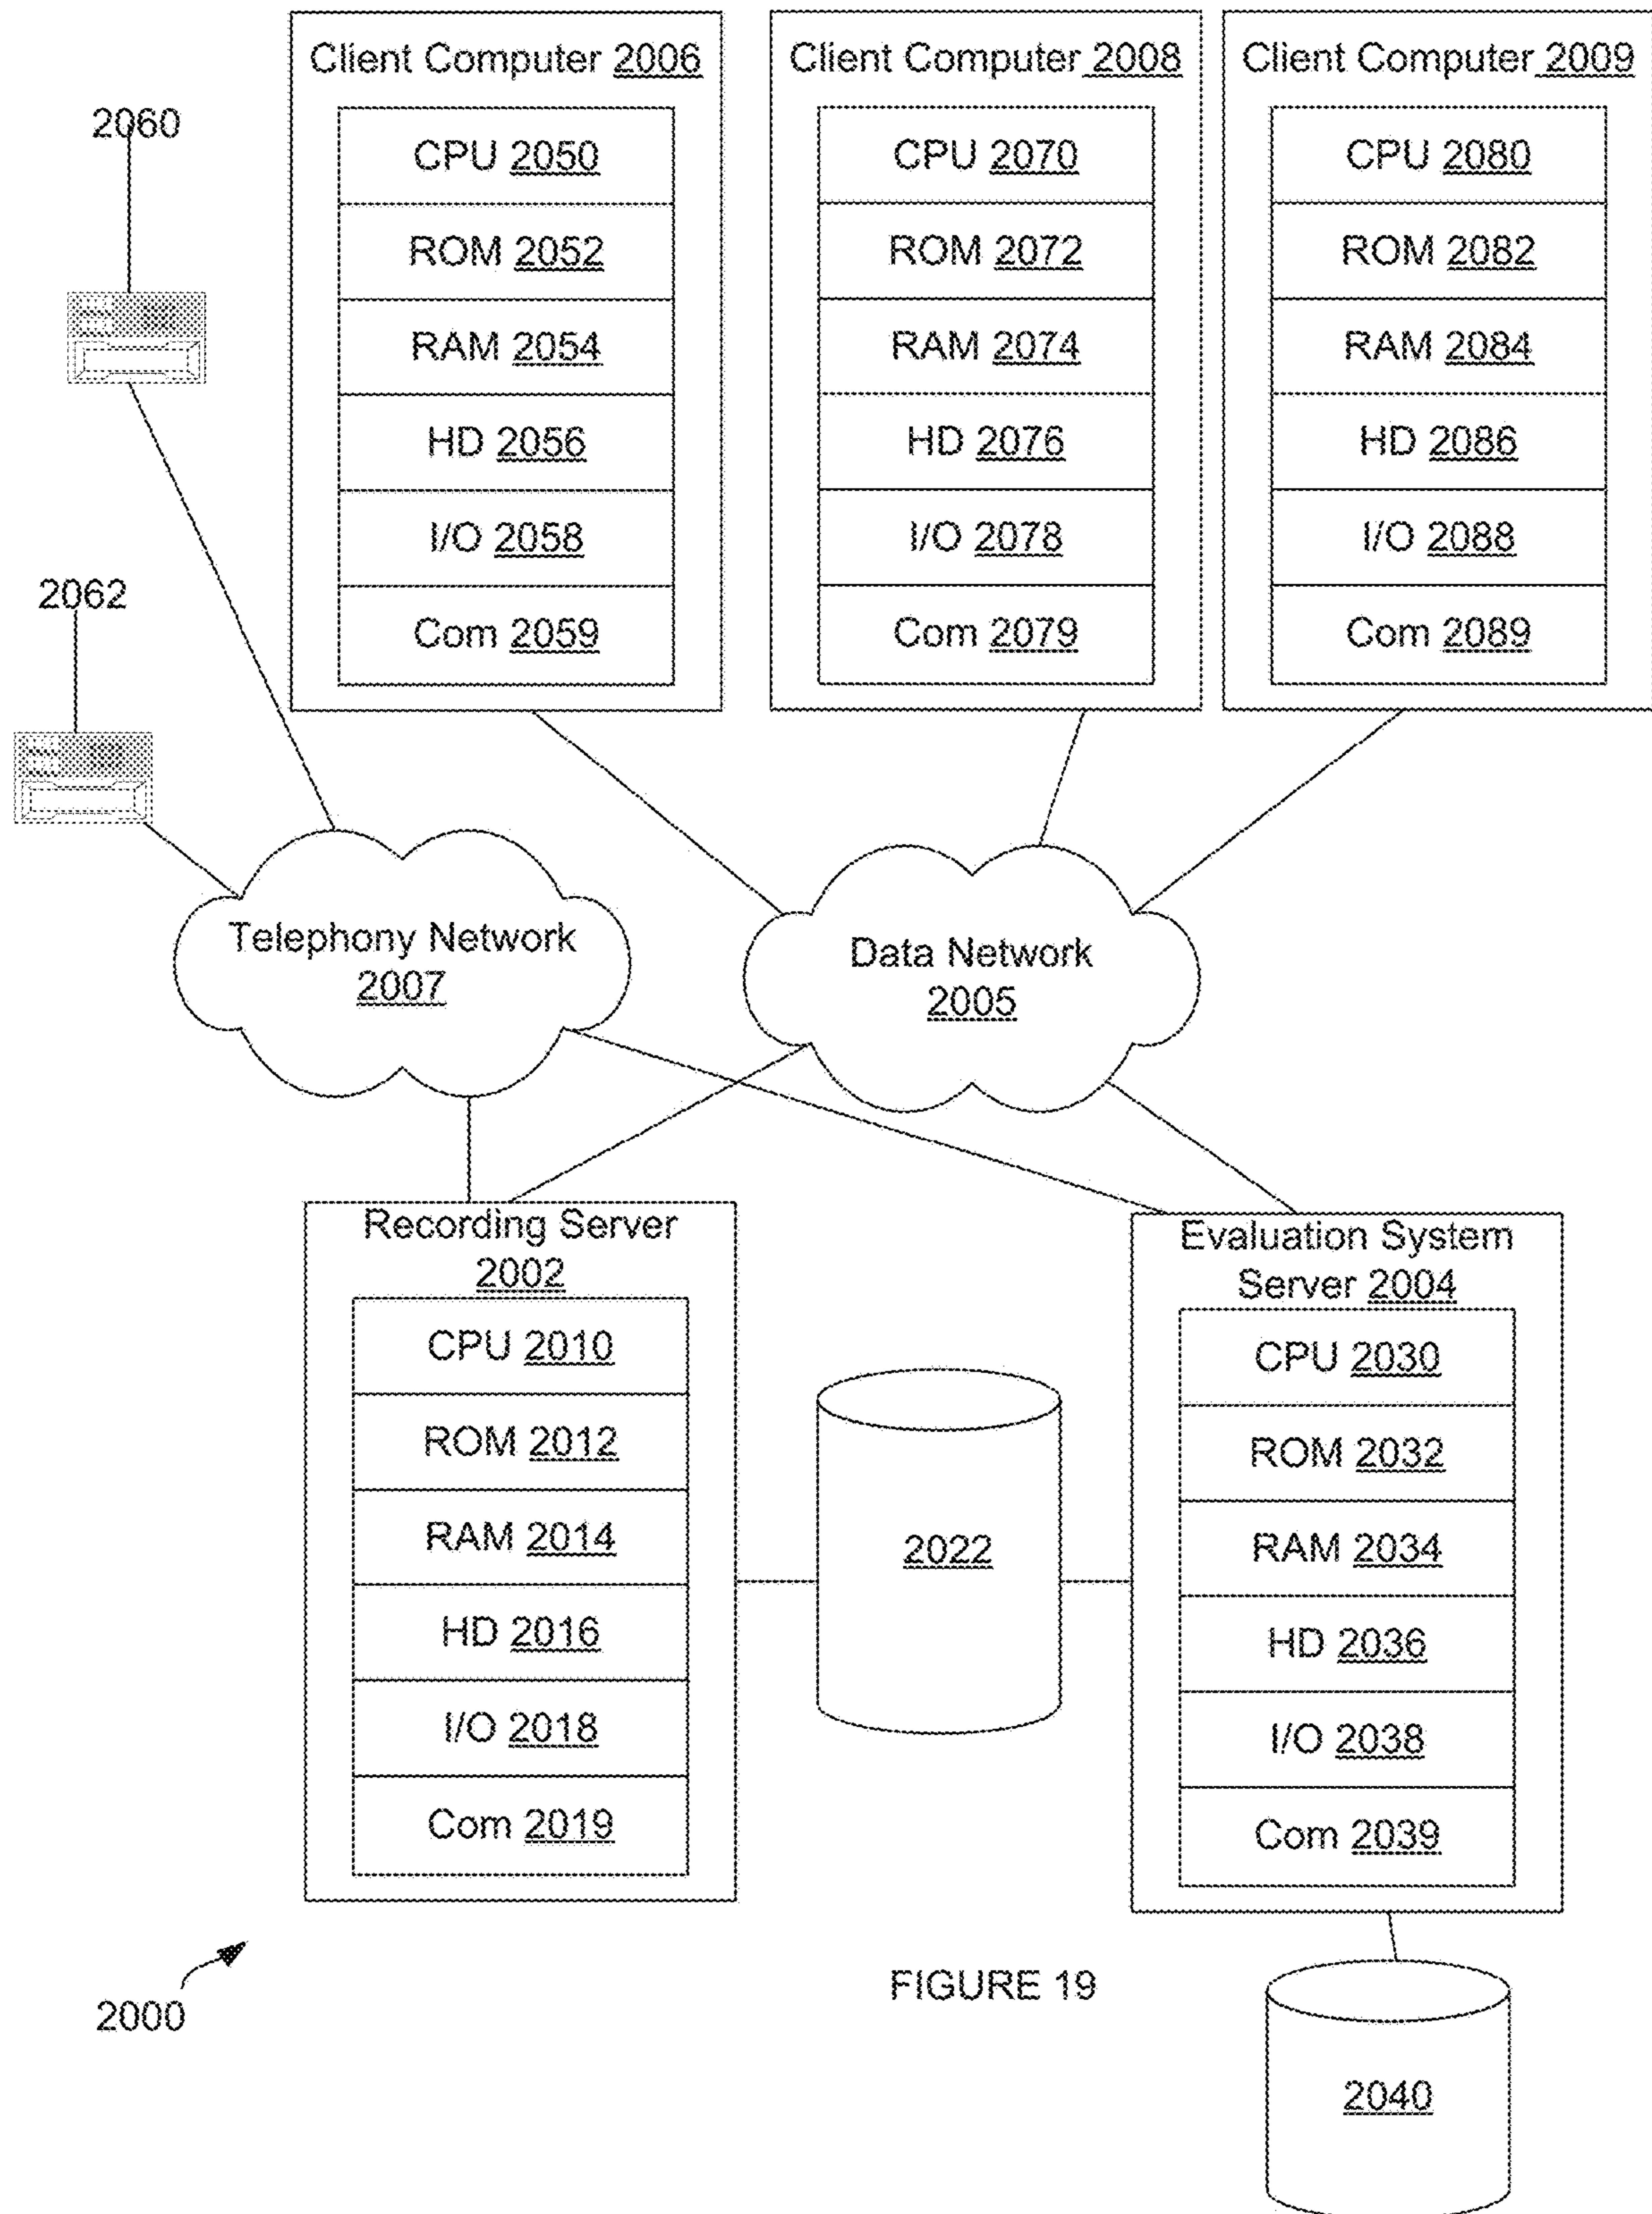 Client Computer 2006
CPU 2050
ROM 2052
RAM 2054
HD 2056
I/O 2058
Com 2059
Client Computer 2008
CPU 2070
ROM 2072
RAM 2074
HD 2076
I/O 2078
Com 2079
Client Computer 2009
CPU 2080
ROM 2082
RAM 2084
HD 2086
I/O 2088
Com 2089
2060
2062
Telephony Network
2007
Data Network
2005
Recording Server
2002
CPU 2010
ROM 2012
RAM 2014
HD 2016
I/O 2018
Com 2019
2022
Evaluation System
Server 2004
CPU 2030
ROM 2032
RAM 2034
HD 2036
I/O 2038
Com 2039
2000
FIGURE 19
2040